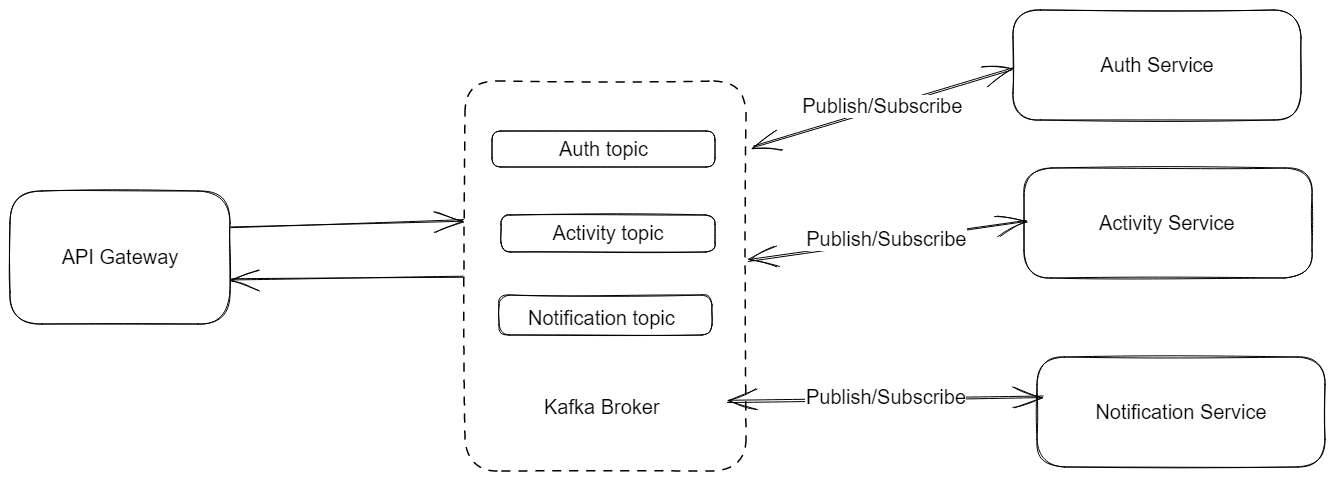 API Gateway
Auth topic
Activity topic
Notification topic
Kafka Broker
Publish/Subscribe
Publish/Subscribe
Publish/Subscribe
Auth Service
Activity Service
Notification Service